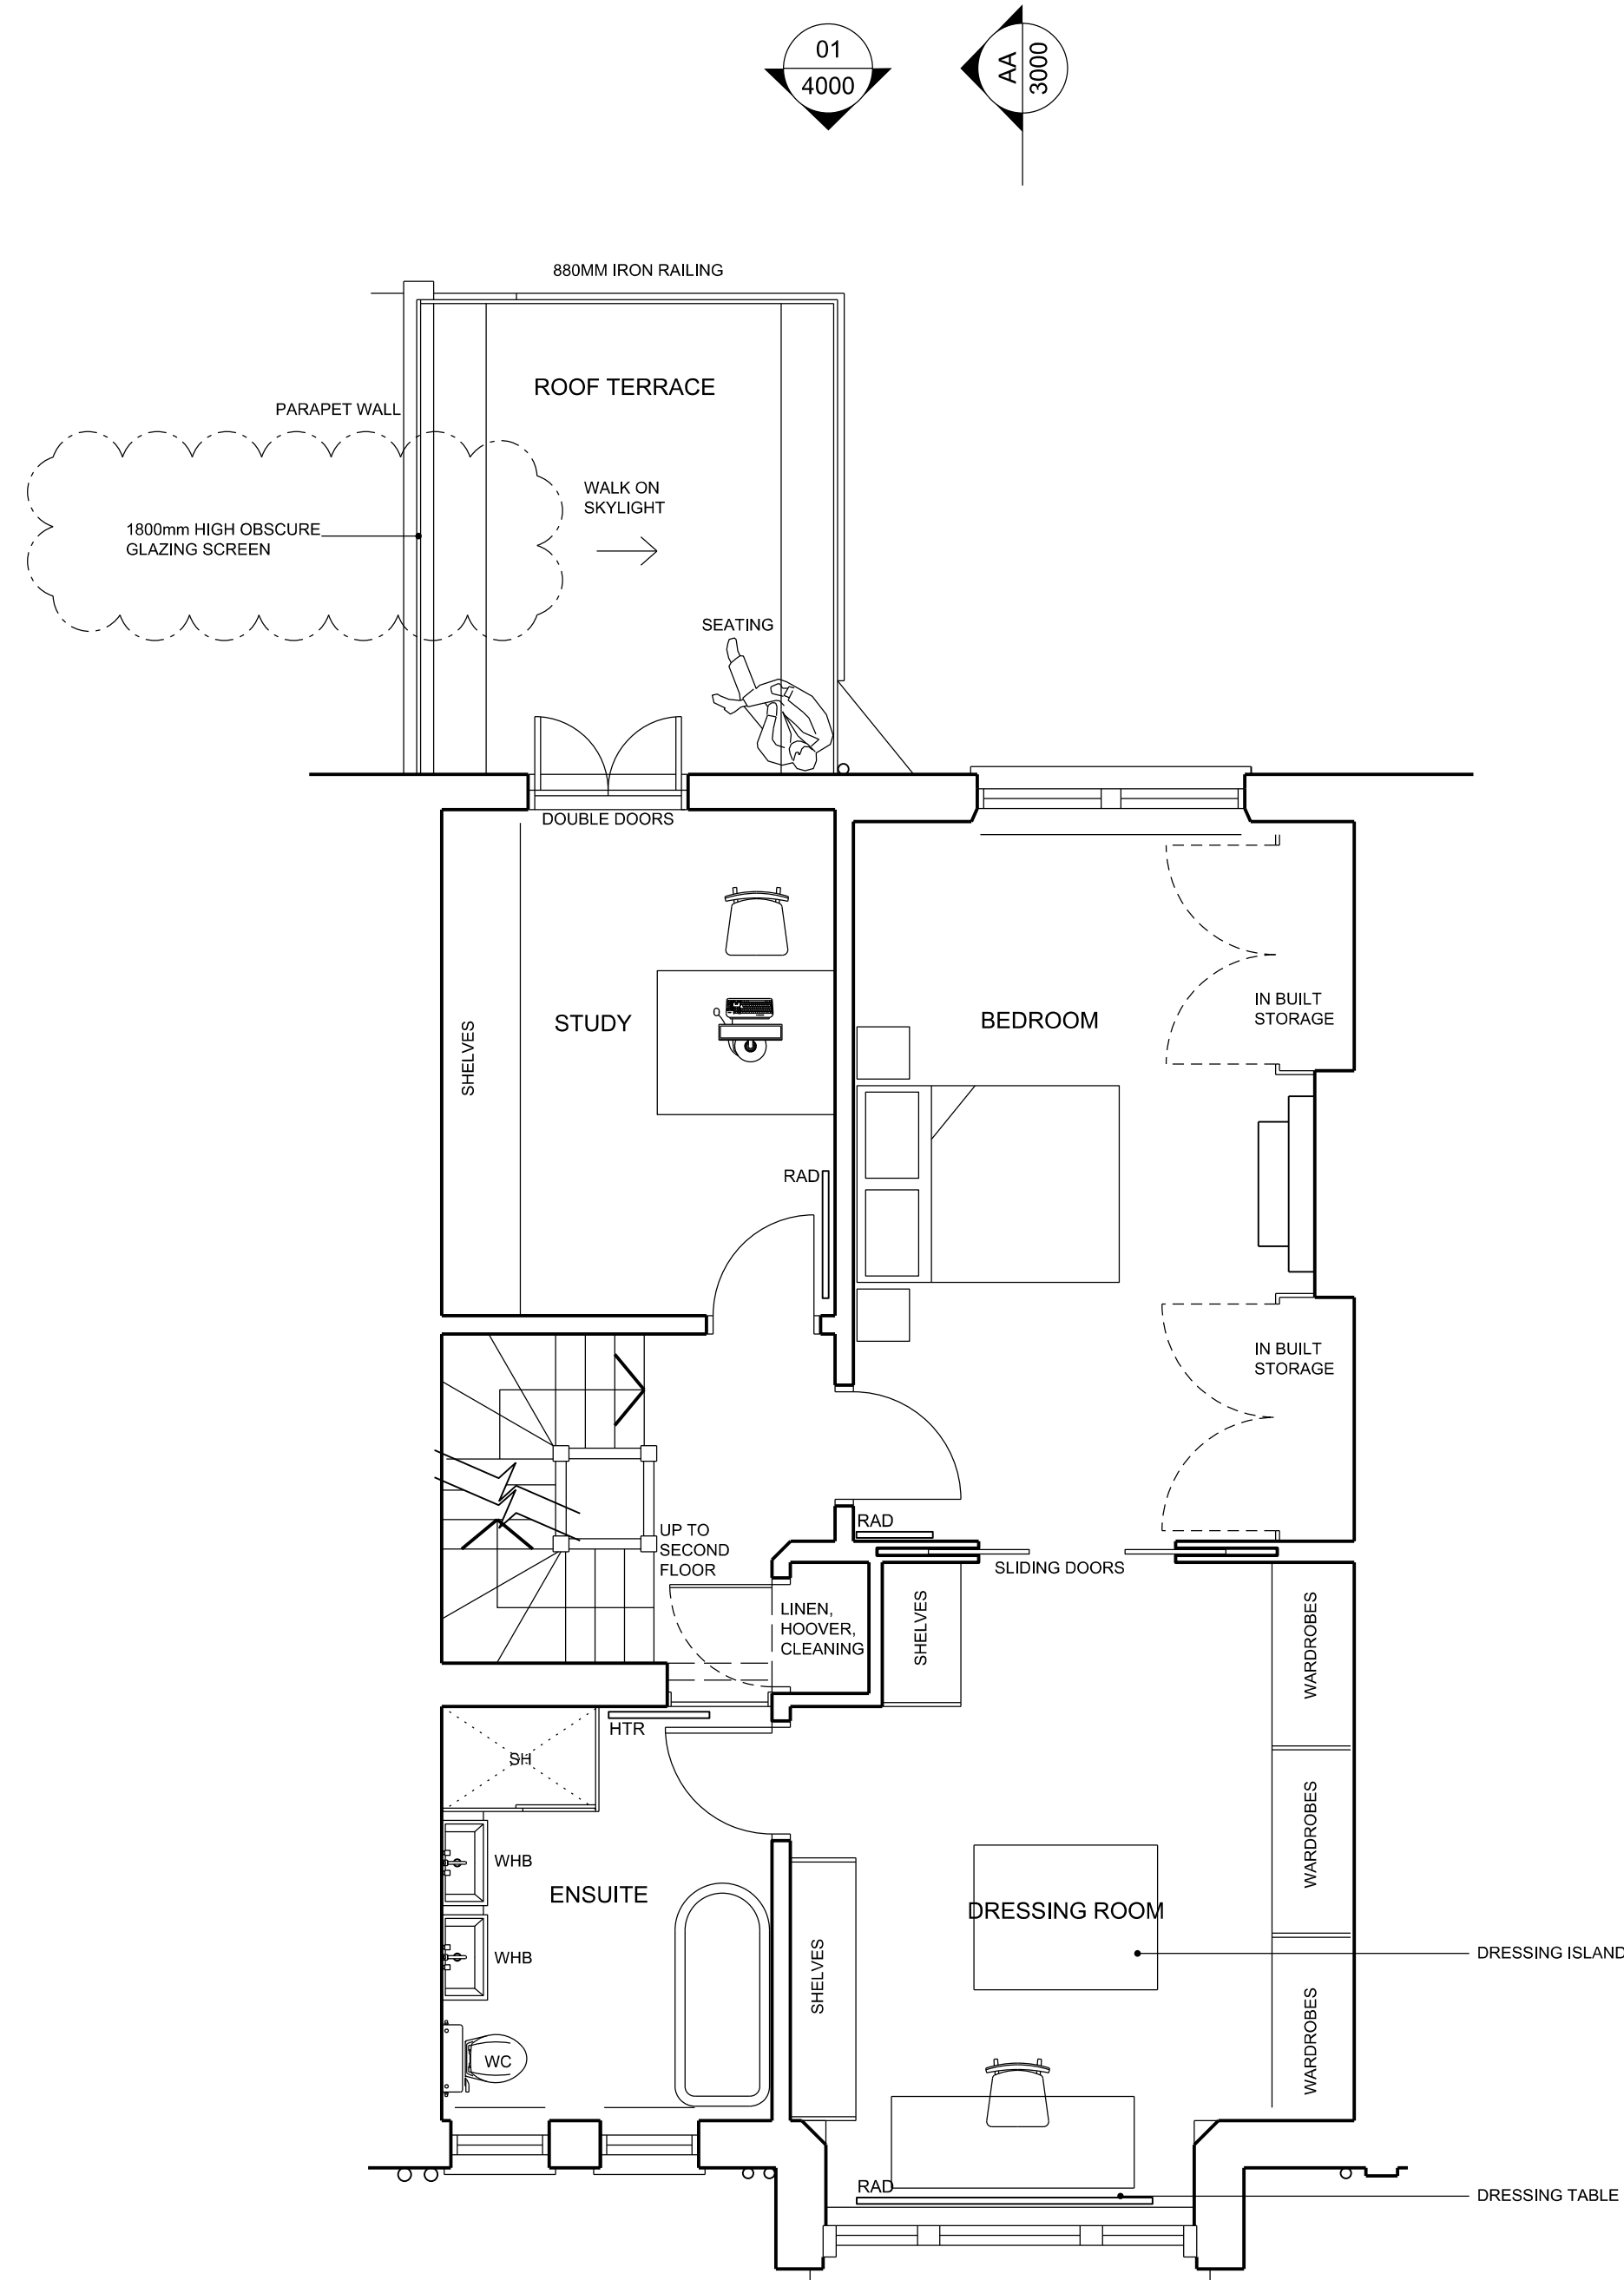 01
4000
AA
3000
880MM IRON RAILING
ROOF TERRACE
PARAPET WALL
WALK ON
SKYLIGHT
1800mm HIGH OBSCURE
GLAZING SCREEN
SEATING
DOUBLE DOORS
STUDY
SHELVES
BEDROOM
IN BUILT
STORAGE
RAD
IN BUILT
STORAGE
RAD
UP TO
SECOND
FLOOR
SLIDING DOORS
LINEN,
HOOVER,
CLEANING
SHELVES
WARDROBES
HTR
SH
WARDROBES
WHB
ENSUITE
DRESSING ROOM
WHB
SHELVES
DRESSING ISLAND
WARDROBES
WC
RAD
DRESSING TABLE